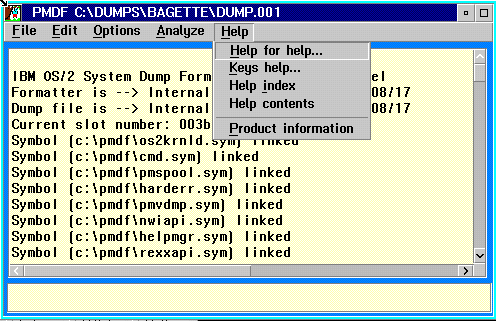 PMDF C:\DUMPS\BAGETTE\DUMP.001
File Edit Options Analyze Help
Help for help...
Keys help...
Help index
Help contents
Product information
IBM OS/2 System Dump Forma el
Formatter is --> Internal 08/17
Dump file is --> Internal 08/17
Current slot number: 003b
Symbol (c:\pmdf\os2krnld.sym) linked
Symbol (c:\pmdf\cmd.sym) linked
Symbol (c:\pmdf\pmspool.sym) linked
Symbol (c:\pmdf\harderr.sym) linked
Symbol (c:\pmdf\pmvdmp.sym) linked
Symbol (c:\pmdf\nwiapi.sym) linked
Symbol (c:\pmdf\helpmgr.sym) linked
Symbol (c:\pmdf\rexxapi.sym) linked